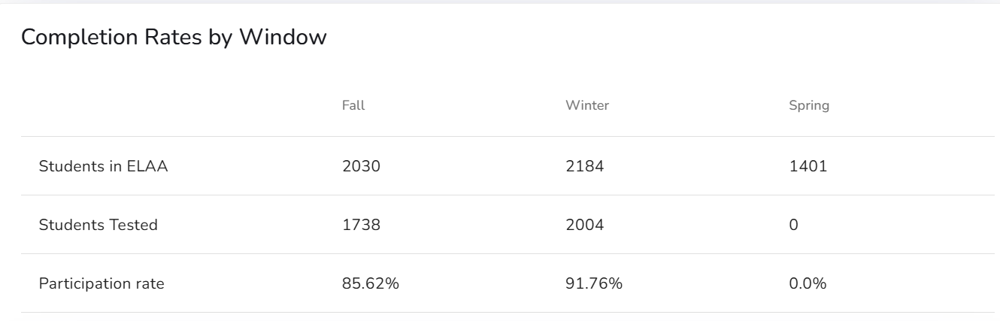 Completion Rates by Window
Fall Winter Spring
Students in ELAA 2030 2184 1401
Students Tested 1738 2004 0
Participation rate 85.62% 91.76% 0.0%